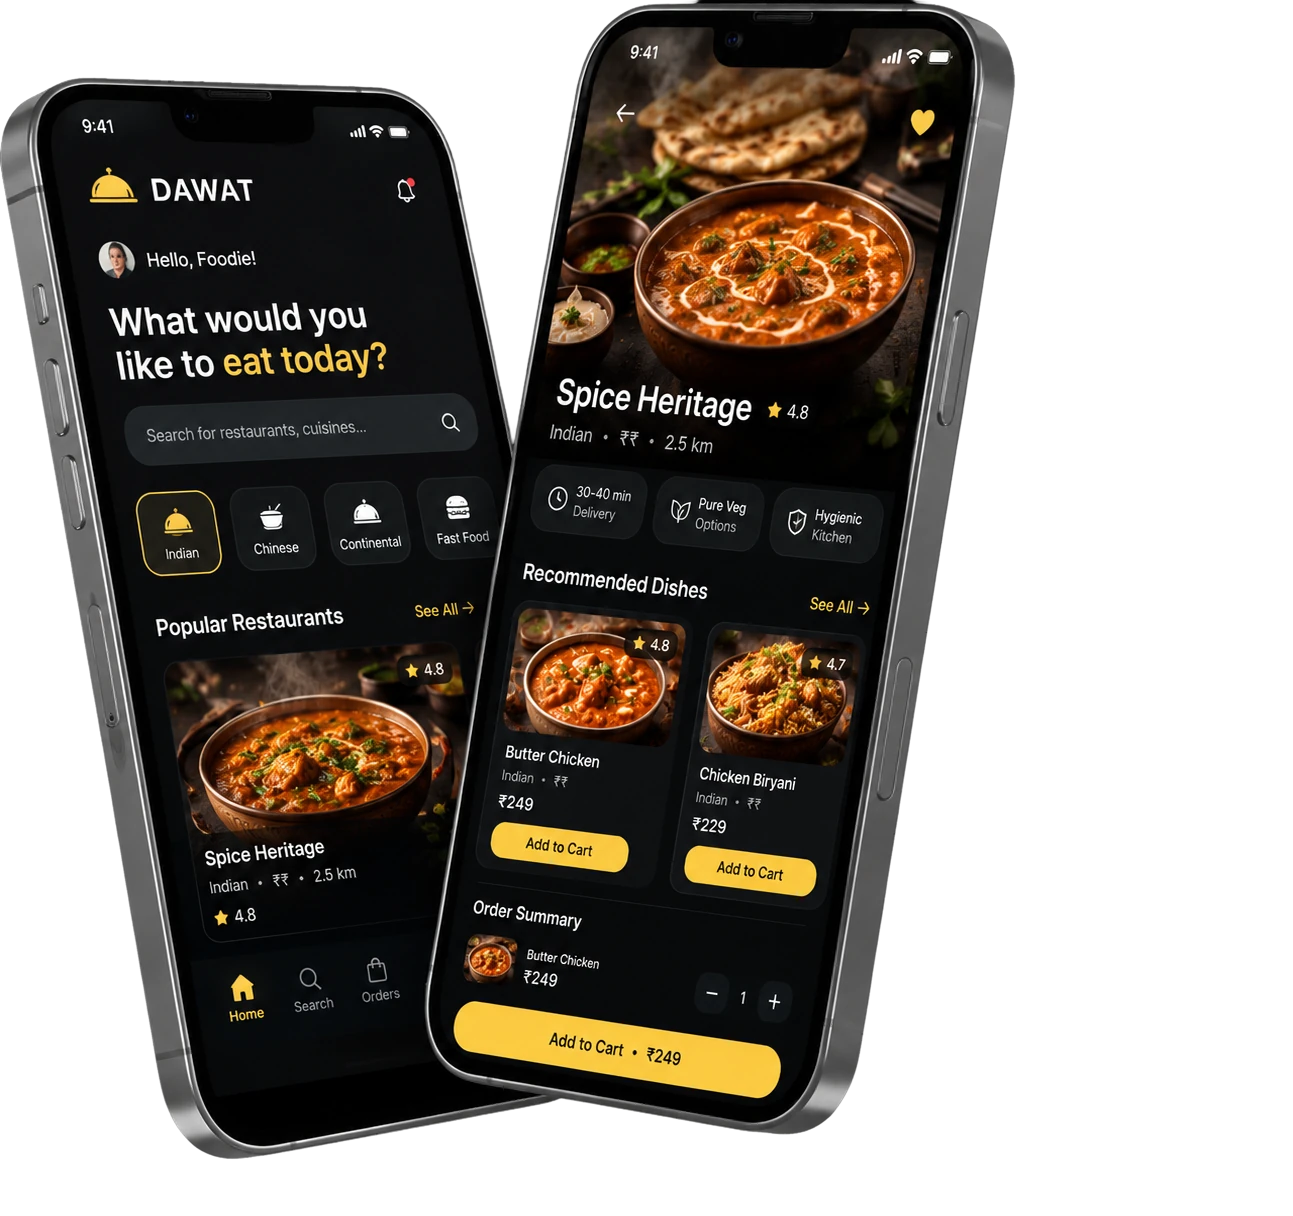 9:41
DAWAT
Hello, Foodie!
What would you
like to eat today?
Search for restaurants, cuisines...
Indian
Chinese
Continental
Fast Food
Popular Restaurants
See All →
4.8
Spice Heritage
Indian • ₹₹ • 2.5 km
4.8
Home
Search
Orders
9:41
Spice Heritage
4.8
Indian • ₹₹ • 2.5 km
30-40 min
Delivery
Pure Veg
Options
Hygienic
Kitchen
Recommended Dishes
See All →
4.8
Butter Chicken
Indian • ₹₹
₹249
Add to Cart
4.7
Chicken Biryani
Indian • ₹₹
₹229
Add to Cart
Order Summary
Butter Chicken
₹249
− 1 +
Add to Cart • ₹249